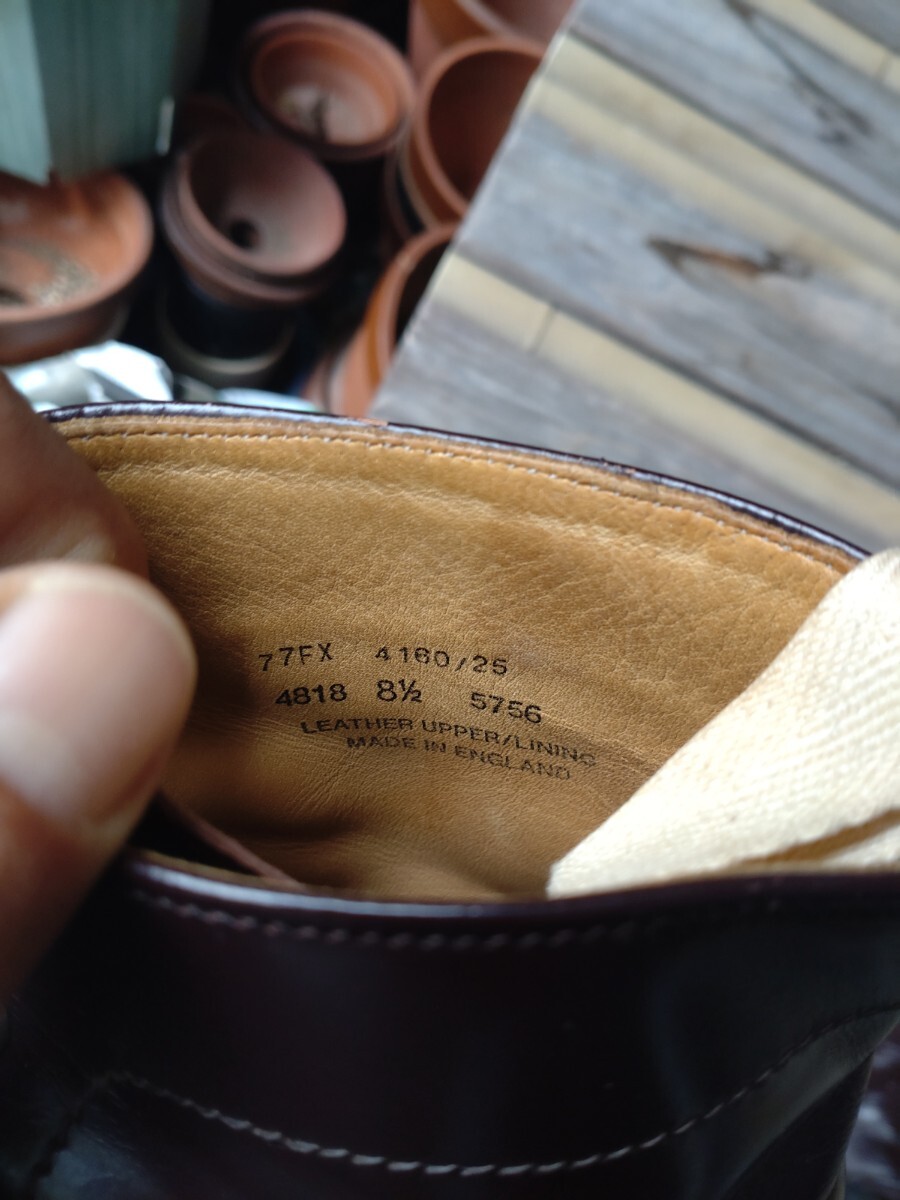 77FX 4160/25
4818 8½ 5756
LEATHER UPPER/LINING
MADE IN ENGLAND